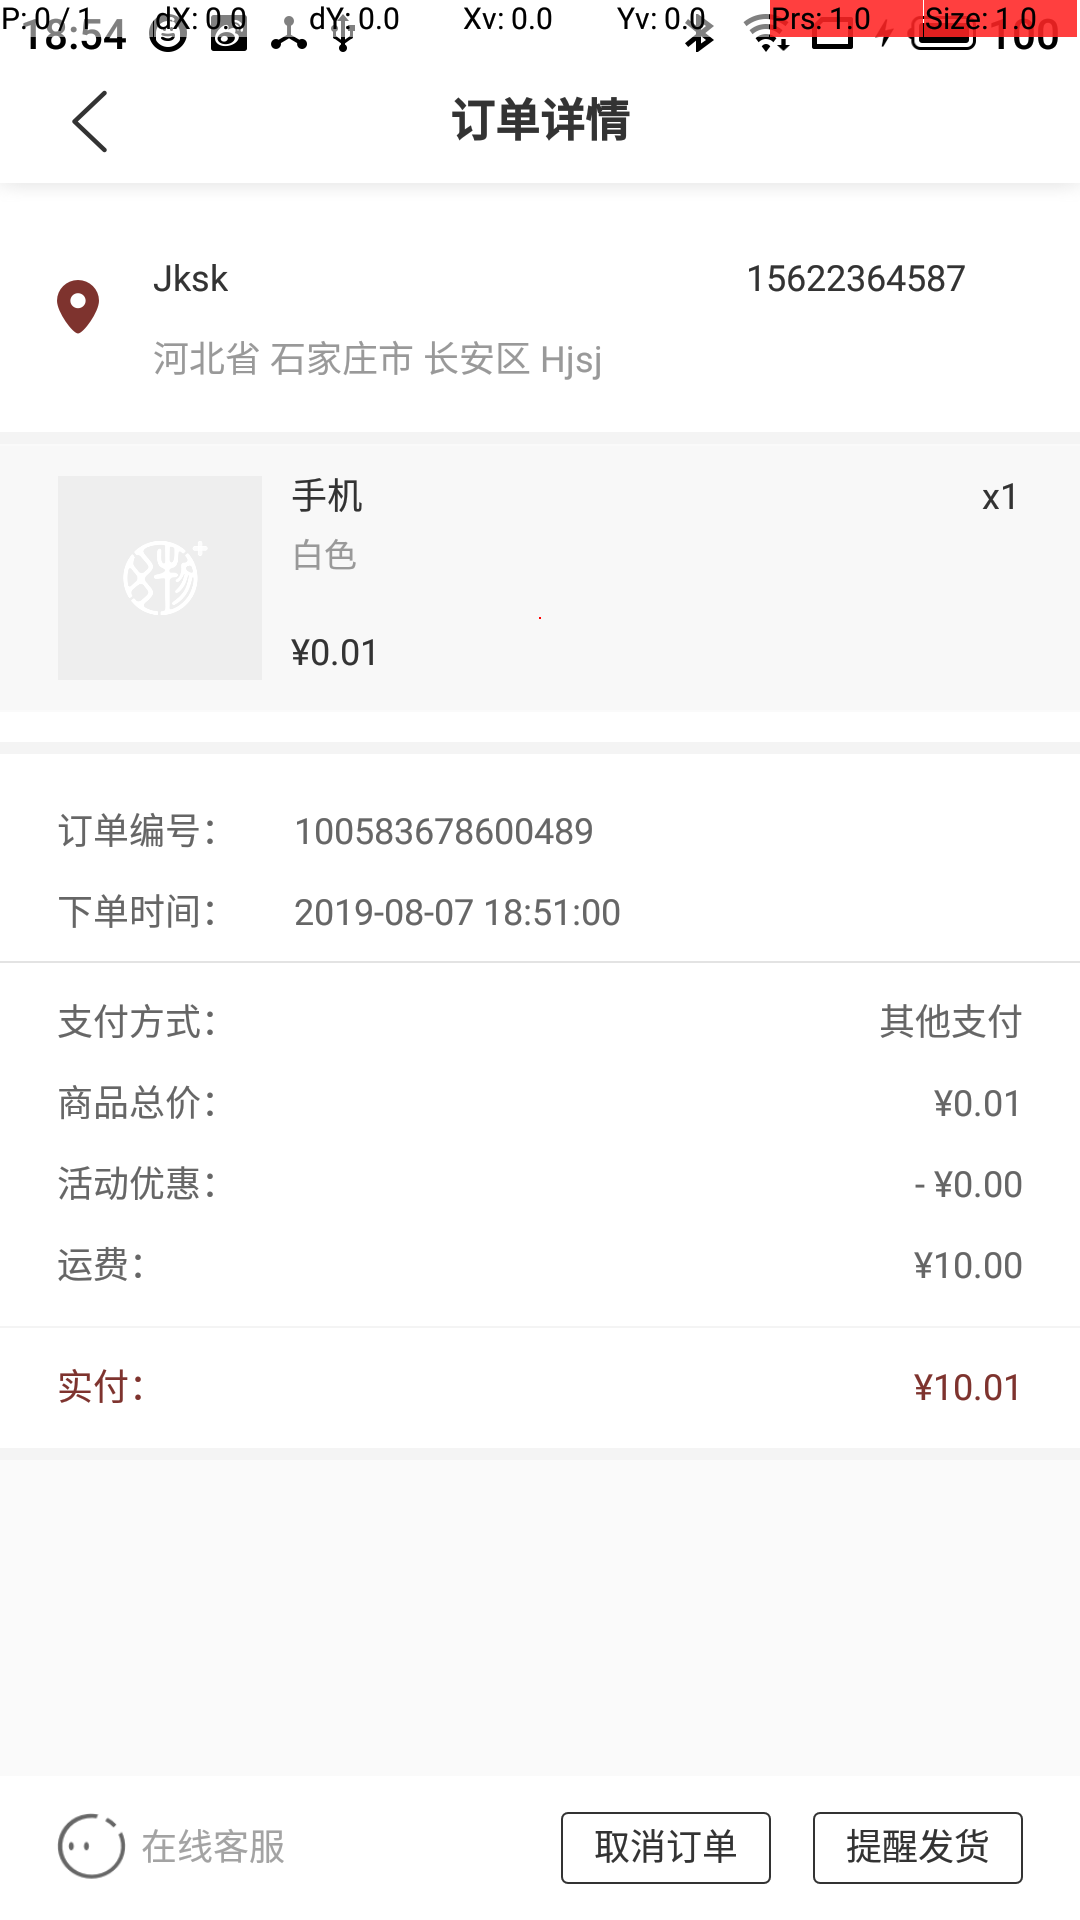 P: 0 / 1 dX: 0.0 dY: 0.0 Xv: 0.0 Yv: 0.0 Prs: 1.0 Size: 1.0
18:54 100
订单详情
Jksk 15622364587
河北省 石家庄市 长安区 Hjsj
手机 x1
白色
¥0.01
订单编号： 100583678600489
下单时间： 2019-08-07 18:51:00
支付方式： 其他支付
商品总价： ¥0.01
活动优惠： - ¥0.00
运费： ¥10.00
实付： ¥10.01
在线客服 取消订单 提醒发货